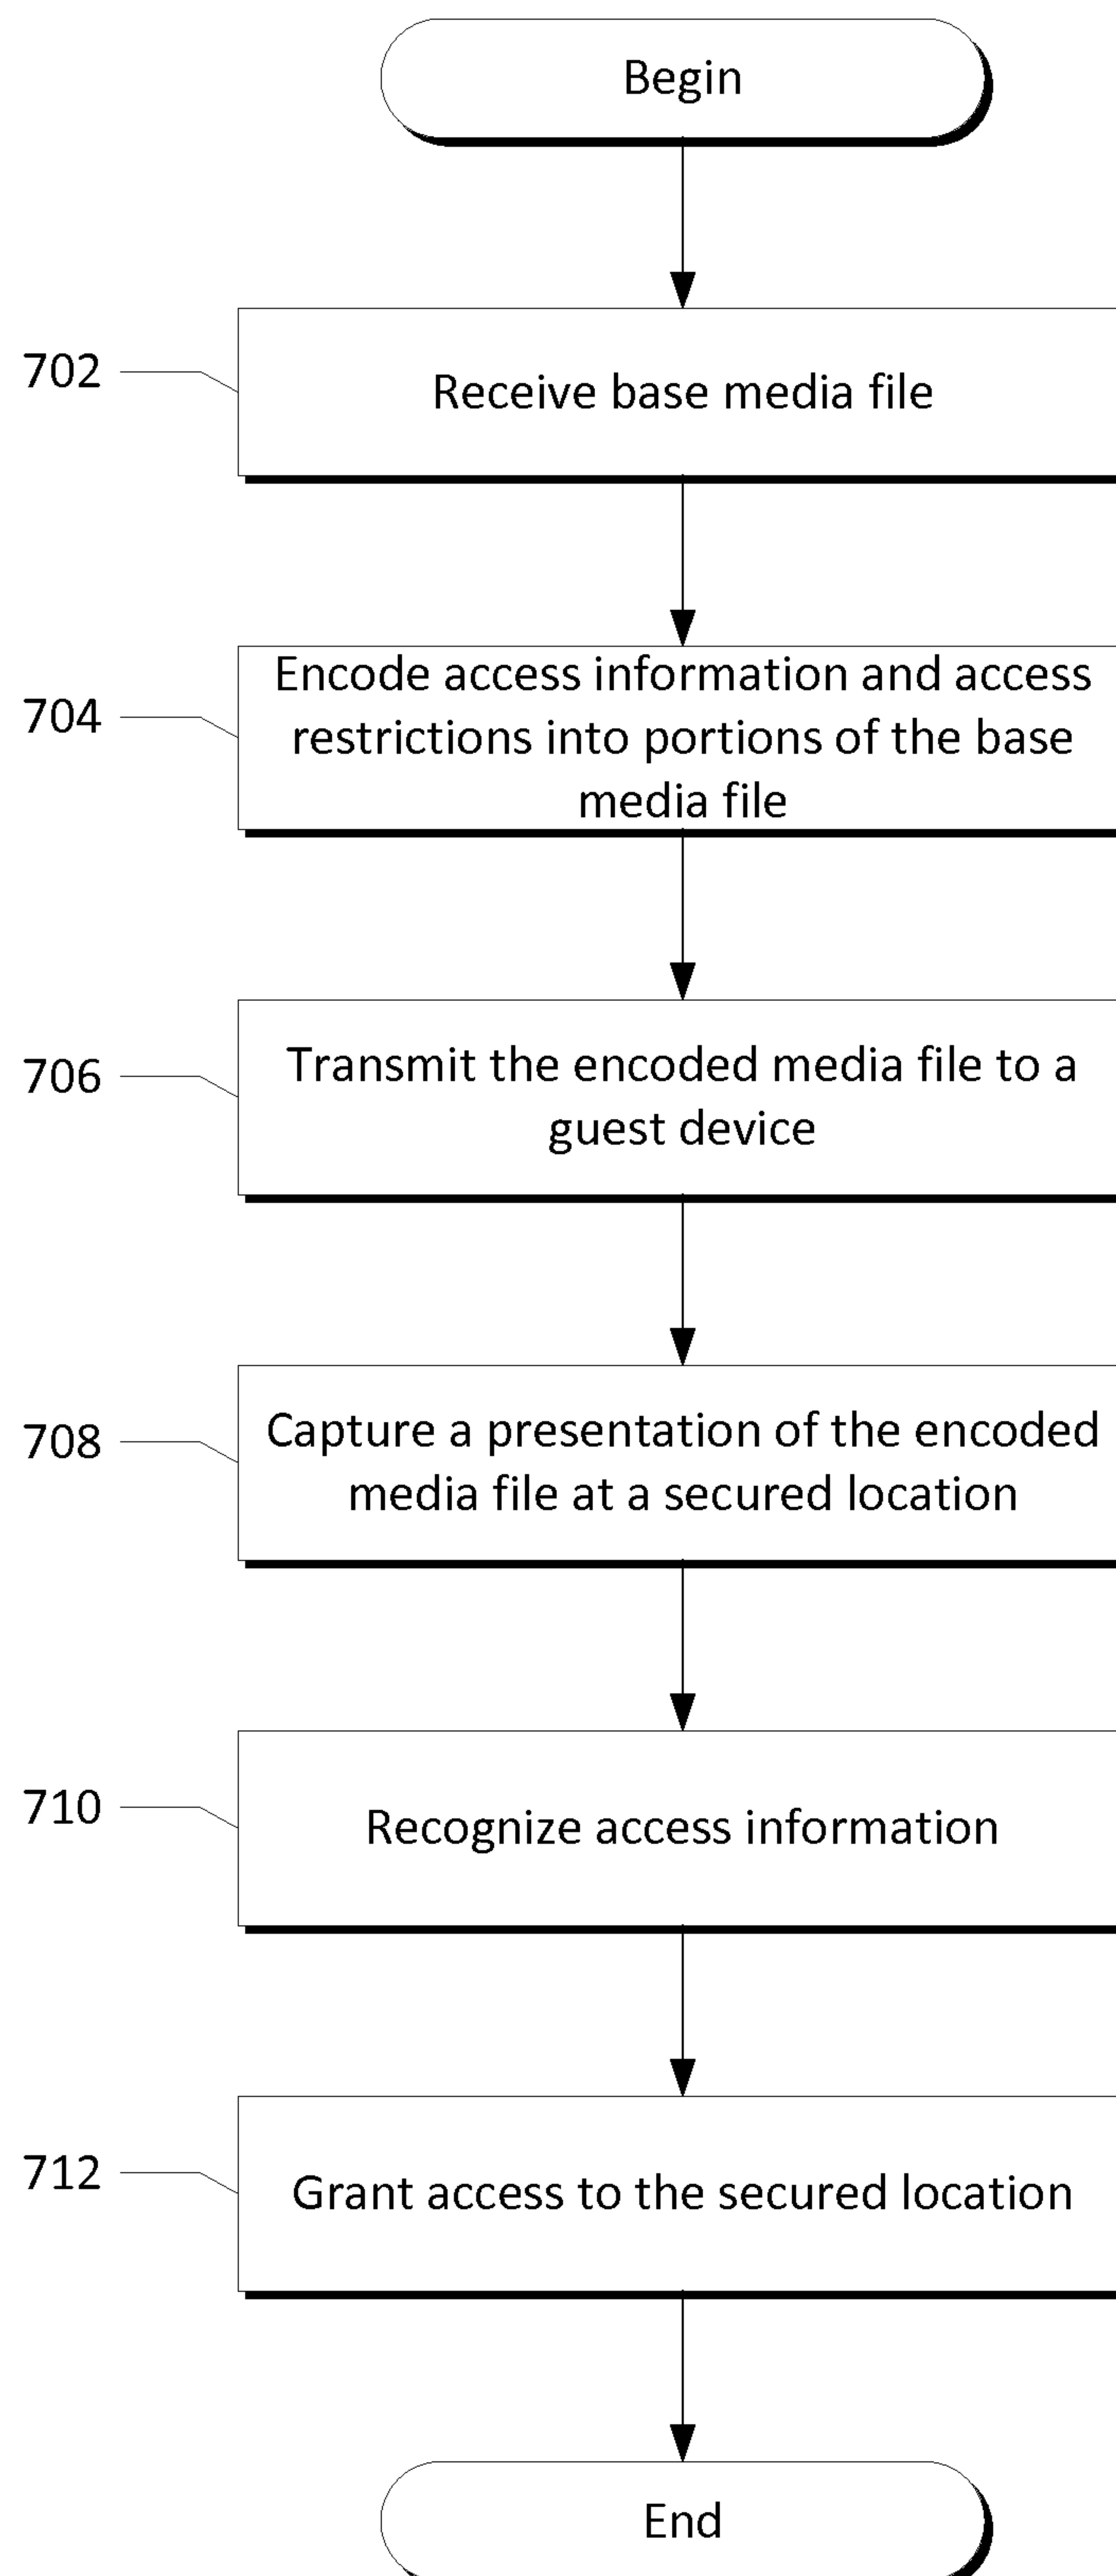 Begin
702
Receive base media file
704
Encode access information and access
restrictions into portions of the base
media file
706
Transmit the encoded media file to a
guest device
708
Capture a presentation of the encoded
media file at a secured location
710
Recognize access information
712
Grant access to the secured location
End